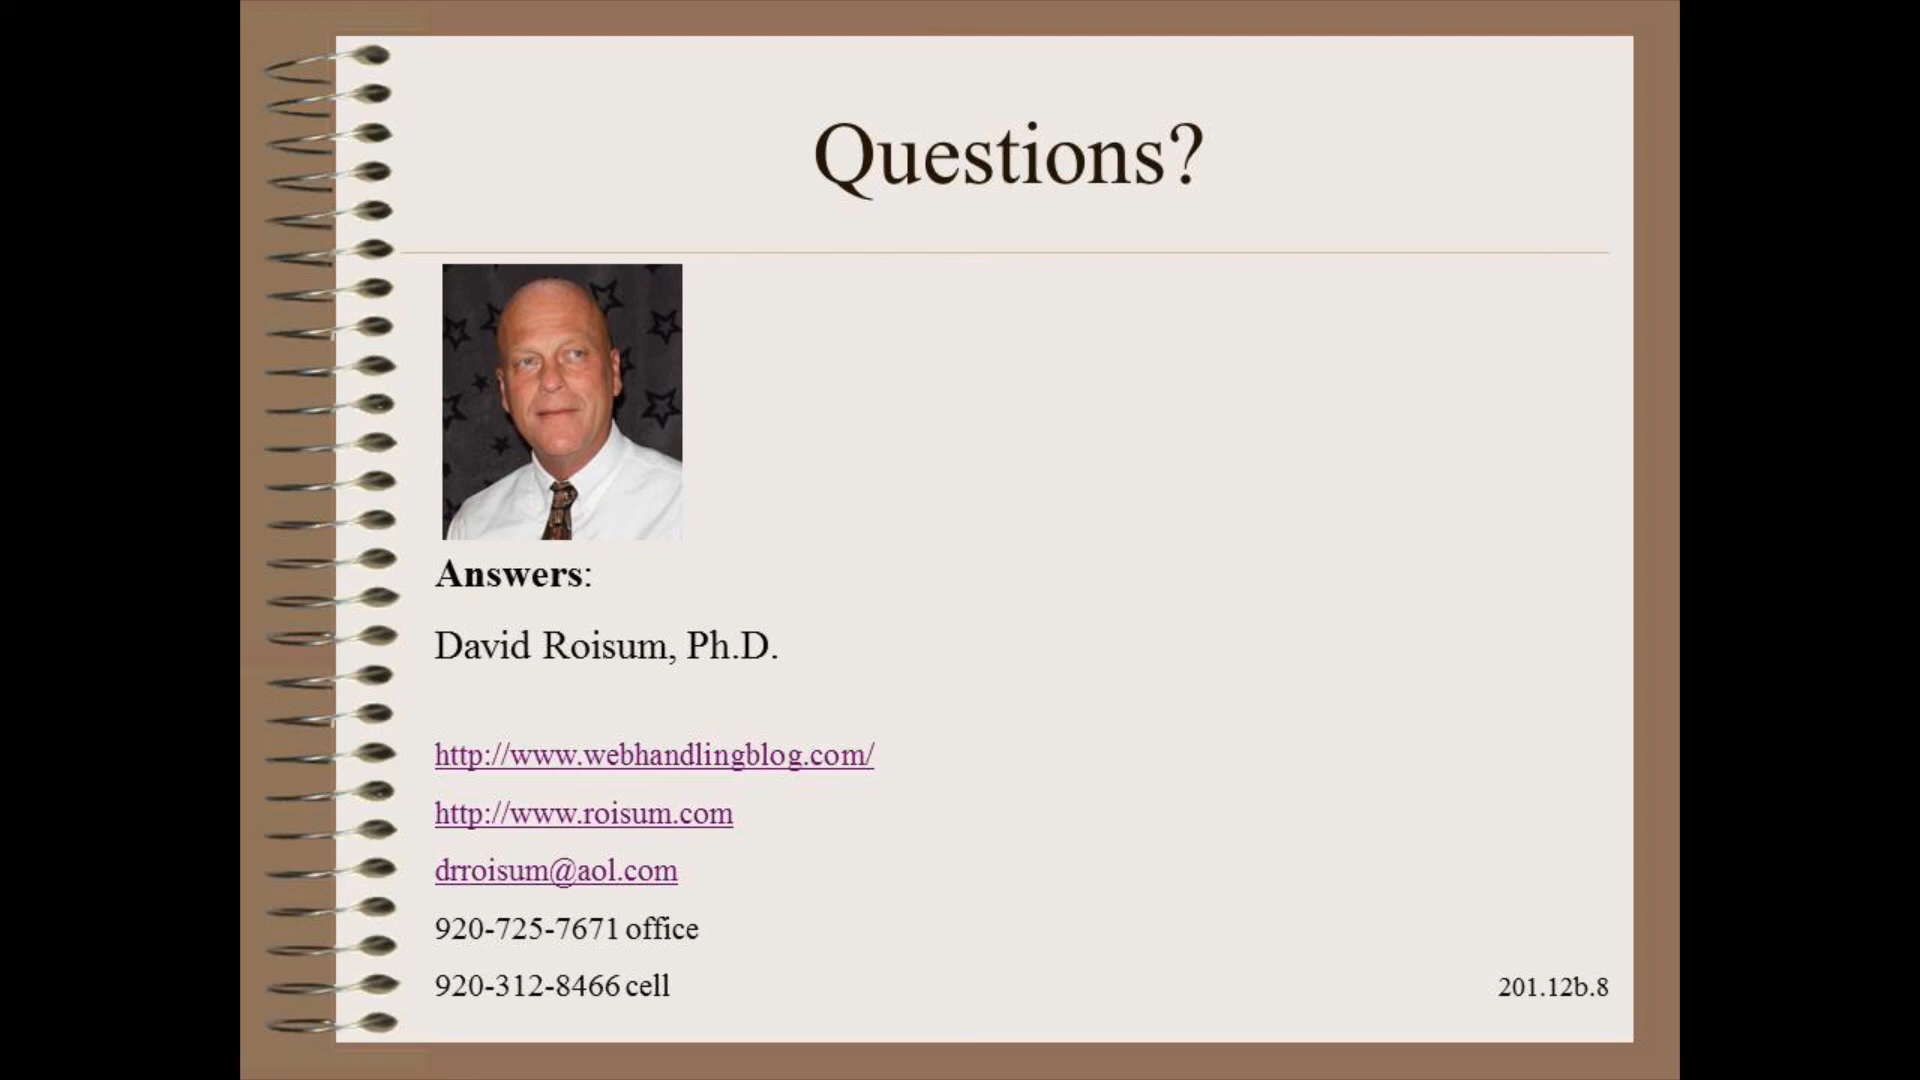 Questions?
Answers:
David Roisum, Ph.D.
http://www.webhandlingblog.com/
http://www.roisum.com
drroisum@aol.com
920-725-7671 office
920-312-8466 cell
201.12b.8